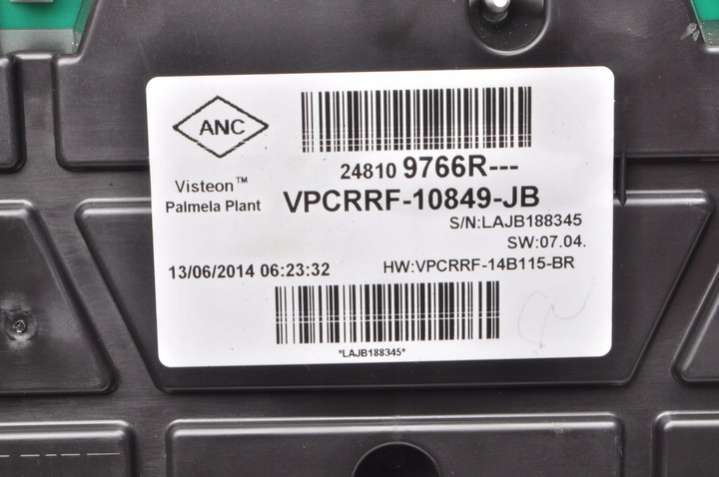 ANC
24810 9766R---
Visteon™
Palmela Plant
VPCRRF-10849-JB
S/N:LAJB188345
SW:07.04.
13/06/2014 06:23:32
HW:VPCRRF-14B115-BR
*LAJB188345*